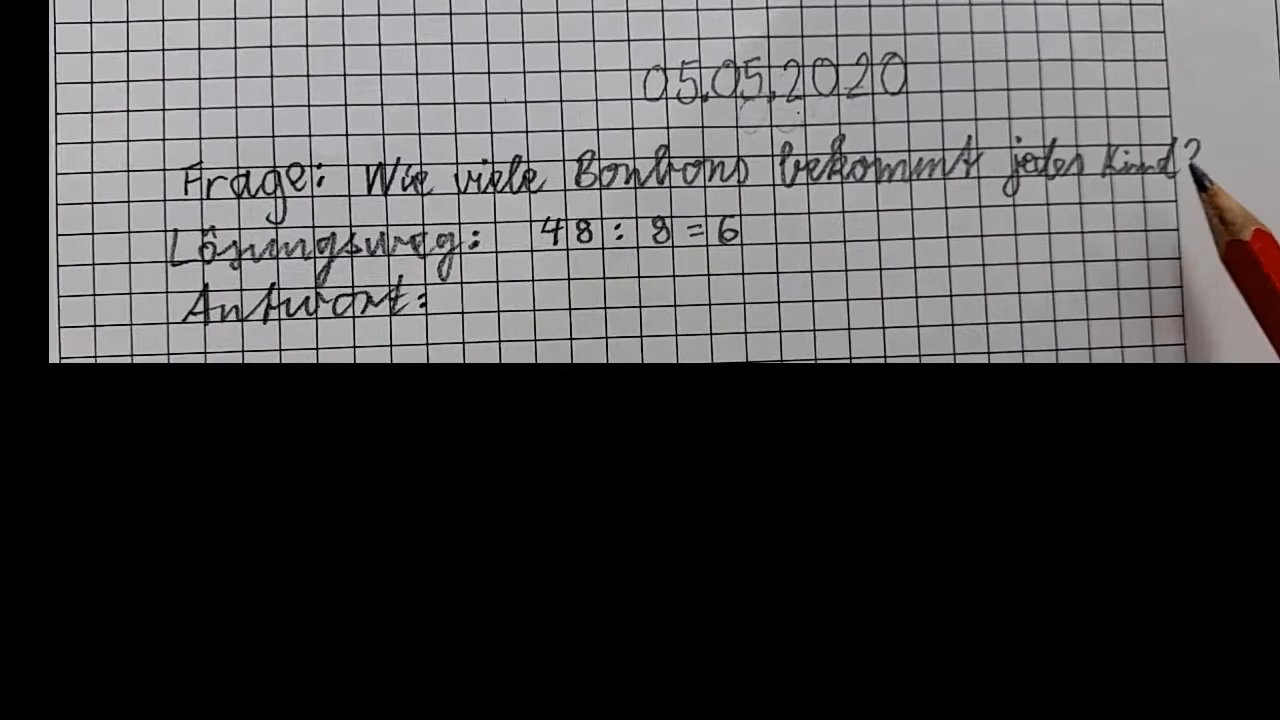 05.05.2020
Frage: Wie viele Bonbons bekommt jedes Kind?
Lösungsweg: 48 : 8 = 6
Antwort: